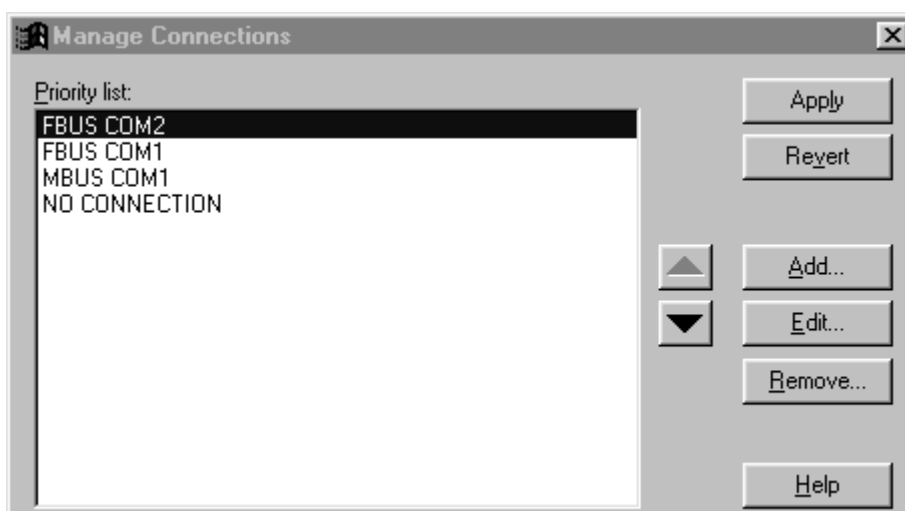 Manage Connections
Priority list:
FBUS COM2
FBUS COM1
MBUS COM1
NO CONNECTION
Apply
Revert
Add...
Edit...
Remove...
Help